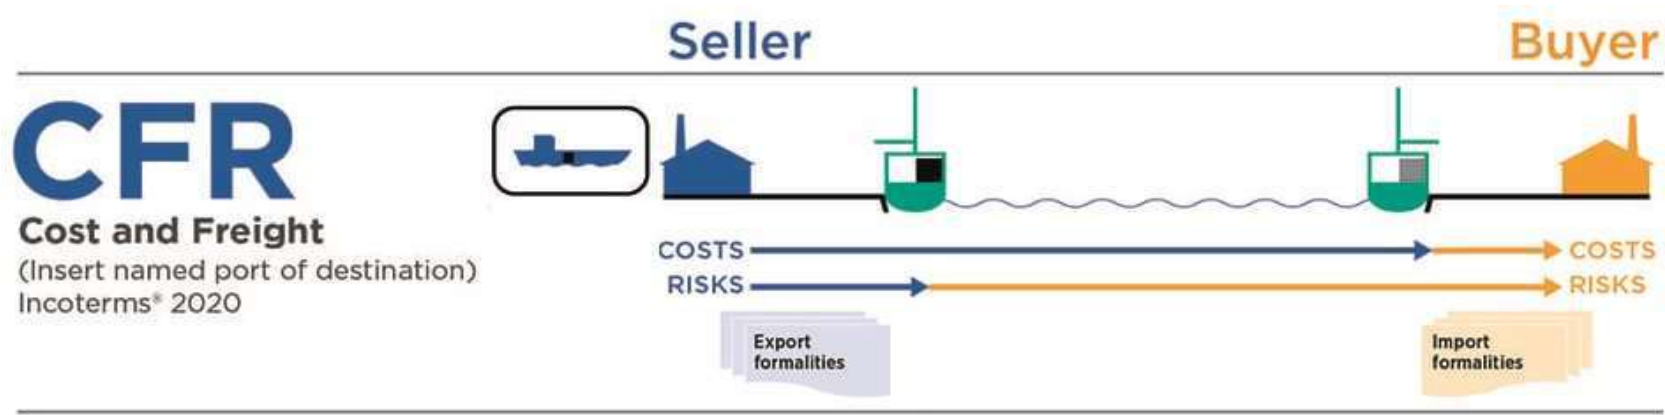 Seller Buyer
CFR
Cost and Freight
(Insert named port of destination)
Incoterms® 2020
COSTS COSTS
RISKS RISKS
Export
formalities
Import
formalities